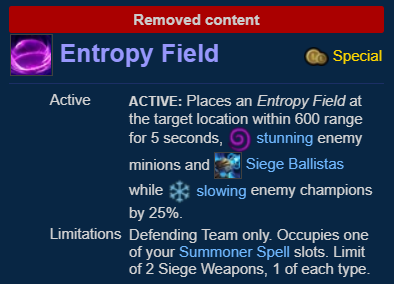 Removed content
Entropy Field
Special
Active
ACTIVE: Places an Entropy Field at
the target location within 600 range
for 5 seconds, stunning enemy
minions and Siege Ballistas
while slowing enemy champions
by 25%.
Limitations
Defending Team only. Occupies one
of your Summoner Spell slots. Limit
of 2 Siege Weapons, 1 of each type.